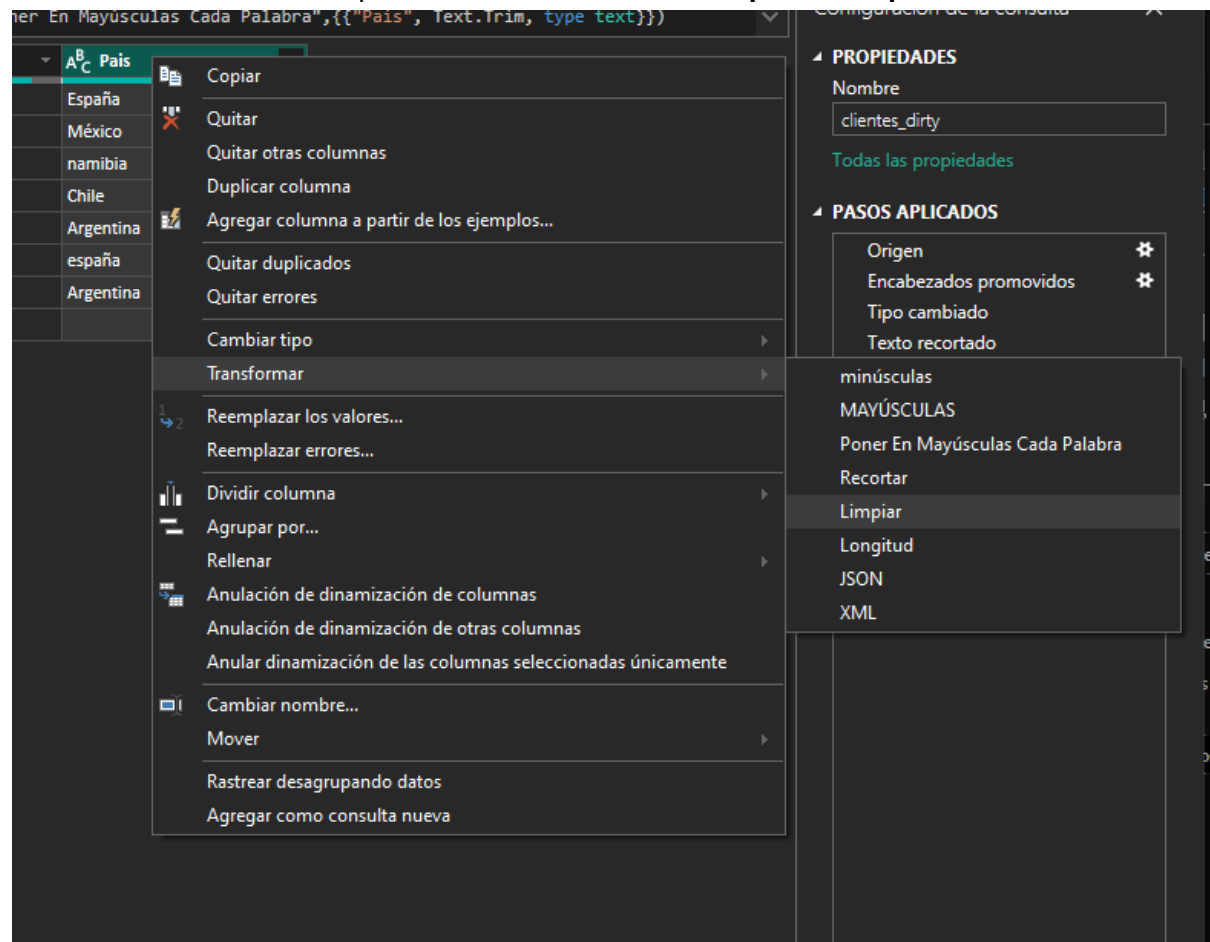 ner En Mayúsculas Cada Palabra",{{"Pais", Text.Trim, type text}})
Configuración de la consulta
ABC Pais
España
México
namibia
Chile
Argentina
españa
Argentina
Copiar
Quitar
Quitar otras columnas
Duplicar columna
Agregar columna a partir de los ejemplos...
Quitar duplicados
Quitar errores
Cambiar tipo
Transformar
Reemplazar los valores...
Reemplazar errores...
Dividir columna
Agrupar por...
Rellenar
Anulación de dinamización de columnas
Anulación de dinamización de otras columnas
Anular dinamización de las columnas seleccionadas únicamente
Cambiar nombre...
Mover
Rastrear desagrupando datos
Agregar como consulta nueva
minúsculas
MAYÚSCULAS
Poner En Mayúsculas Cada Palabra
Recortar
Limpiar
Longitud
JSON
XML
PROPIEDADES
Nombre
clientes_dirty
Todas las propiedades
PASOS APLICADOS
Origen
Encabezados promovidos
Tipo cambiado
Texto recortado